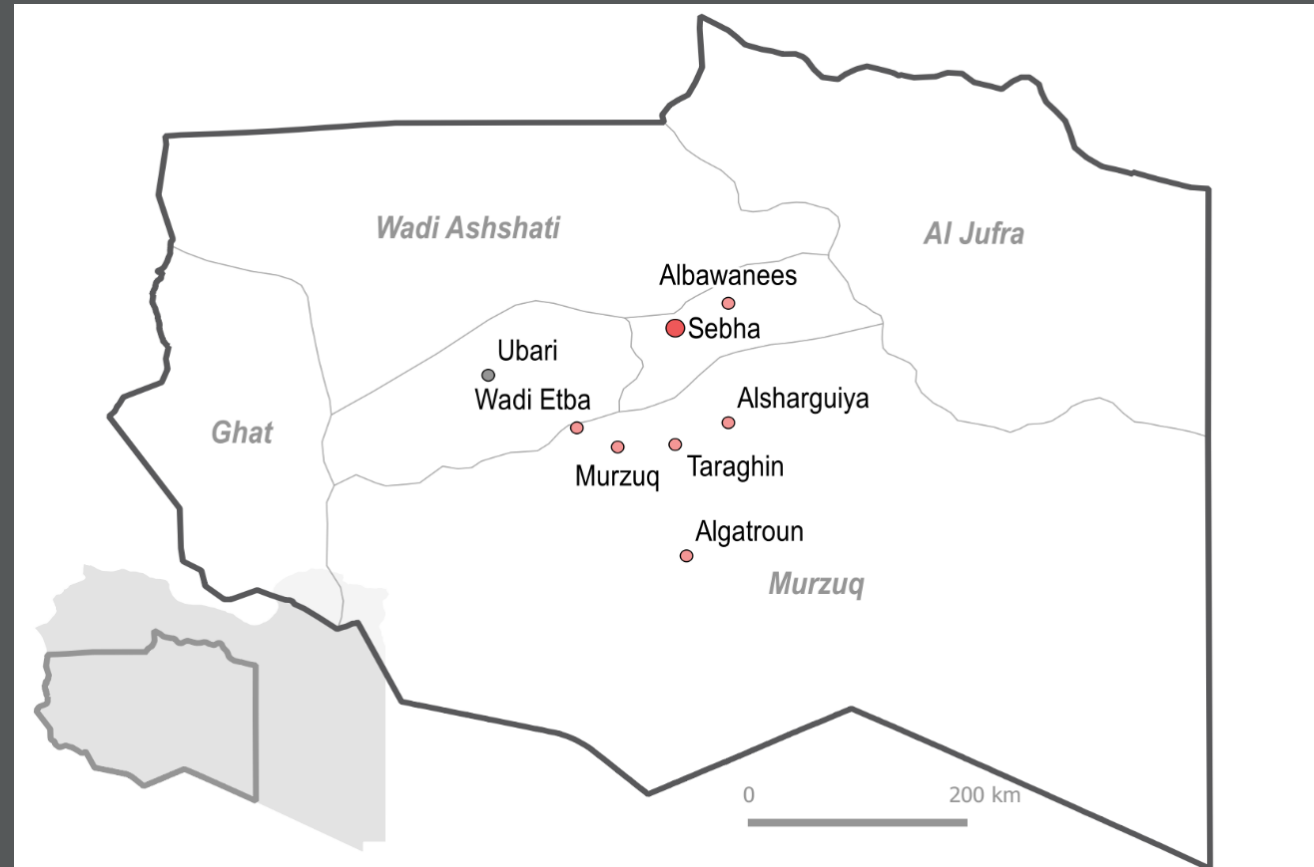 Wadi Ashshati
Al Jufra
Albawanees
Sebha
Ubari
Wadi Etba
Alsharguiya
Ghat
Murzuq
Taraghin
Algatroun
Murzuq
0
200 km